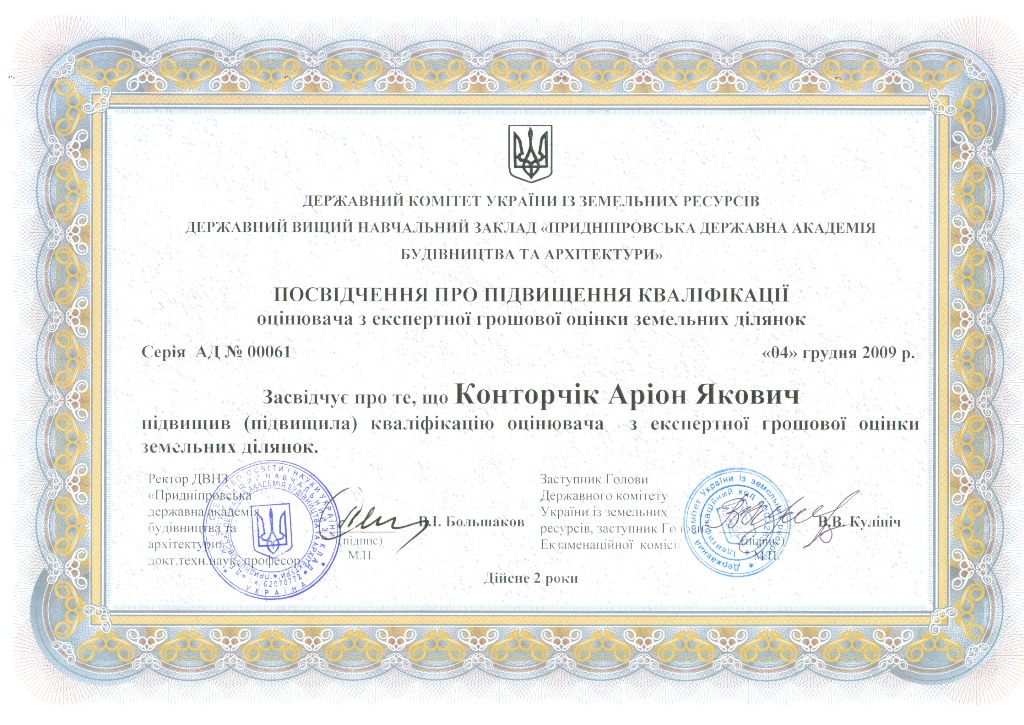 ДЕРЖАВНИЙ КОМІТЕТ УКРАЇНИ ІЗ ЗЕМЕЛЬНИХ РЕСУРСІВ
ДЕРЖАВНИЙ ВИЩИЙ НАВЧАЛЬНИЙ ЗАКЛАД «ПРИДНІПРОВСЬКА ДЕРЖАВНА АКАДЕМІЯ
БУДІВНИЦТВА ТА АРХІТЕКТУРИ»
ПОСВІДЧЕННЯ ПРО ПІДВИЩЕННЯ КВАЛІФІКАЦІЇ
оцінювача з експертної грошової оцінки земельних ділянок
Серія АД № 00061 «04» грудня 2009 р.
Засвідчує про те, що Конторчік Аріон Якович
підвищив (підвищила) кваліфікацію оцінювача з експертної грошової оцінки
земельних ділянок.
Ректор ДВНЗ
«Придніпровська
державна академія
будівництва та
архітектури»
докт.техн.наук, професор
(підпис)
М.П.
В.І. Большаков
Заступник Голови
Державного комітету
України із земельних
ресурсів, заступник Голови
Екзаменаційної комісії
(підпис)
М.П.
В.В. Кулініч
Дійсне 2 роки